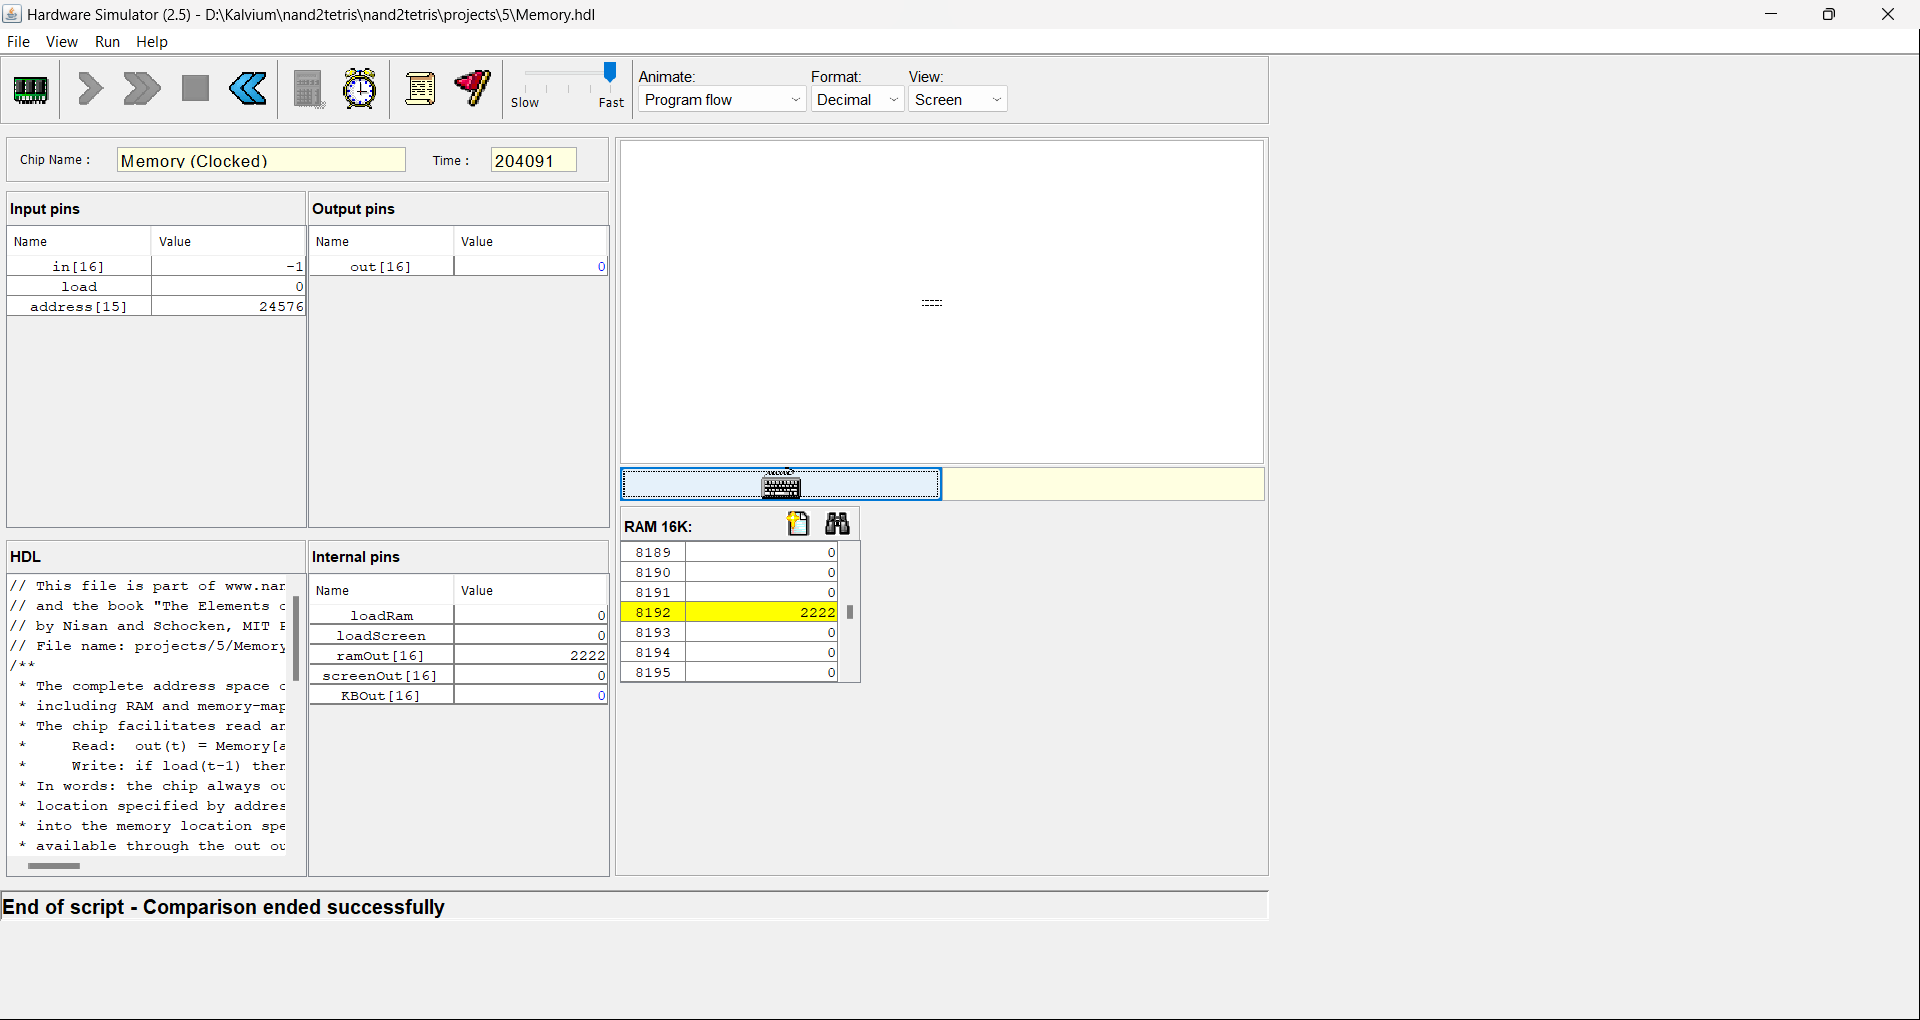 Hardware Simulator (2.5) - D:\Kalvium\nand2tetris\nand2tetris\projects\5\Memory.hdl
File View Run Help
Animate: Format: View:
Slow Fast Program flow Decimal Screen
Chip Name : Memory (Clocked) Time : 204091
Input pins
Name Value
in[16] -1
load 0
address[15] 24576
Output pins
Name Value
out[16] 0
HDL
// This file is part of www.nan
// and the book "The Elements o
// by Nisan and Schocken, MIT P
// File name: projects/5/Memory
/**
* The complete address space o
* including RAM and memory-map
* The chip facilitates read an
* Read: out(t) = Memory[a
* Write: if load(t-1) then
* In words: the chip always ou
* location specified by addres
* into the memory location spe
* available through the out ou
Internal pins
Name Value
loadRam 0
loadScreen 0
ramOut[16] 2222
screenOut[16] 0
KBOut[16] 0
RAM 16K:
8189 0
8190 0
8191 0
8192 2222
8193 0
8194 0
8195 0
End of script - Comparison ended successfully